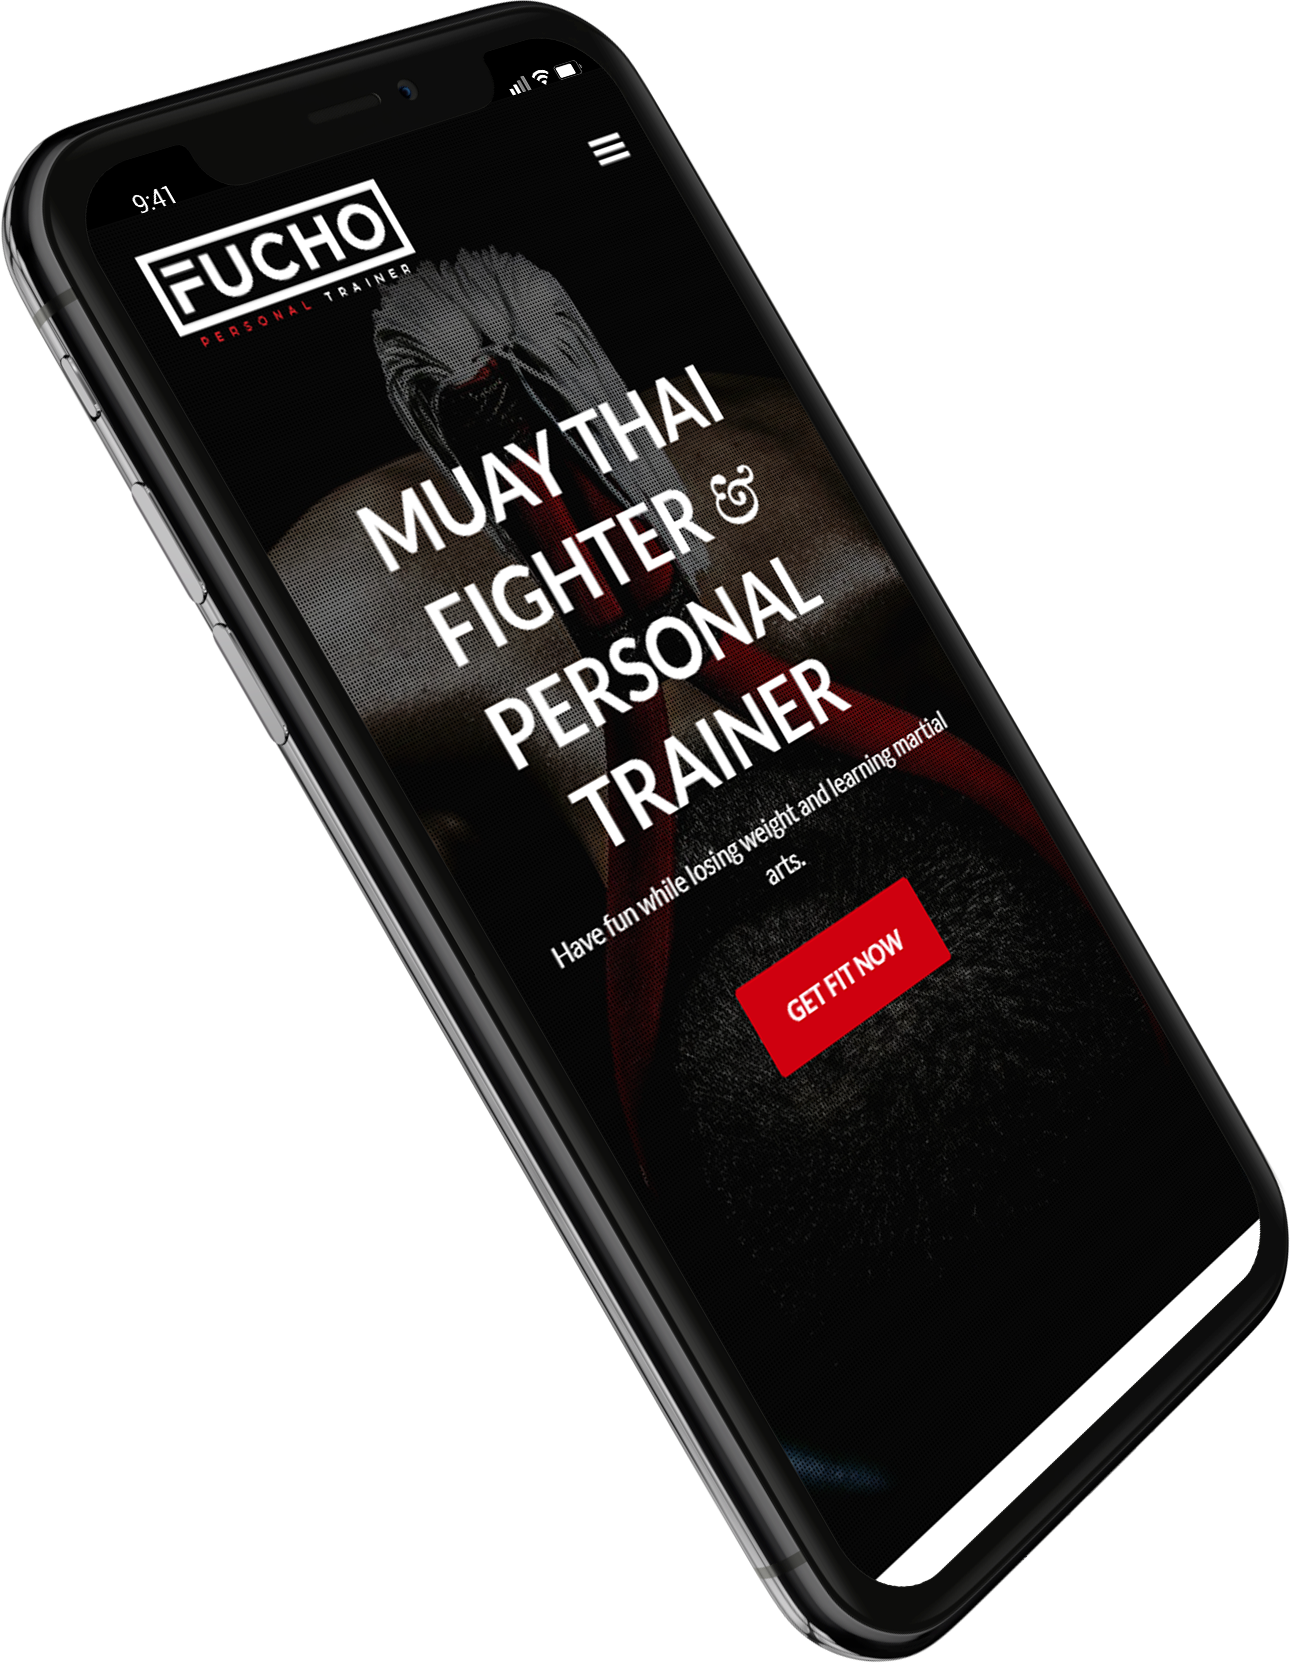 9:41
FUCHO
PERSONAL TRAINER
MUAY THAI
FIGHTER &
PERSONAL
TRAINER
Have fun while losing weight and learning martial
arts.
GET FIT NOW